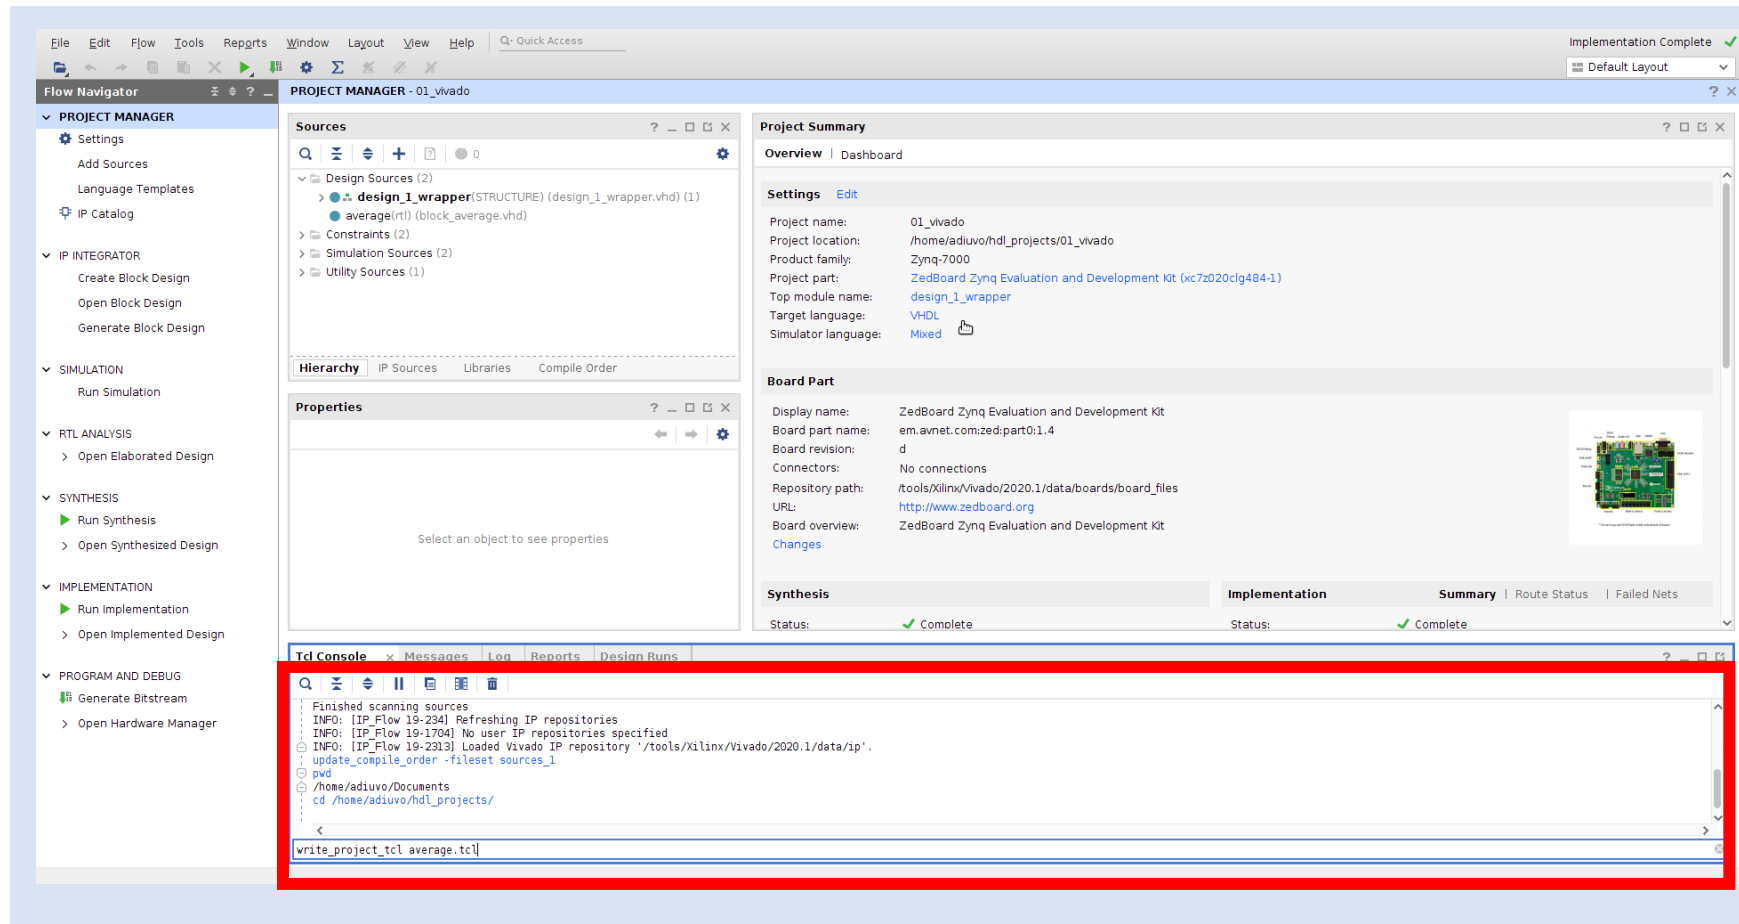 File Edit Flow Tools Reports Window Layout View Help Quick Access
Implementation Complete
Default Layout
Flow Navigator
PROJECT MANAGER
Settings
Add Sources
Language Templates
IP Catalog
IP INTEGRATOR
Create Block Design
Open Block Design
Generate Block Design
SIMULATION
Run Simulation
RTL ANALYSIS
Open Elaborated Design
SYNTHESIS
Run Synthesis
Open Synthesized Design
IMPLEMENTATION
Run Implementation
Open Implemented Design
PROGRAM AND DEBUG
Generate Bitstream
Open Hardware Manager
PROJECT MANAGER - 01_vivado
Sources
0
Design Sources (2)
design_1_wrapper(STRUCTURE) (design_1_wrapper.vhd) (1)
average(rtl) (block_average.vhd)
Constraints (2)
Simulation Sources (2)
Utility Sources (1)
Hierarchy IP Sources Libraries Compile Order
Properties
Select an object to see properties
Project Summary
Overview | Dashboard
Settings Edit
Project name: 01_vivado
Project location: /home/adiuvo/hdl_projects/01_vivado
Product family: Zynq-7000
Project part: ZedBoard Zynq Evaluation and Development Kit (xc7z020clg484-1)
Top module name: design_1_wrapper
Target language: VHDL
Simulator language: Mixed
Board Part
Display name: ZedBoard Zynq Evaluation and Development Kit
Board part name: em.avnet.com:zed:part0:1.4
Board revision: d
Connectors: No connections
Repository path: /tools/Xilinx/Vivado/2020.1/data/boards/board_files
URL: http://www.zedboard.org
Board overview: ZedBoard Zynq Evaluation and Development Kit
Changes
Synthesis
Status: Complete
Implementation Summary | Route Status | Failed Nets
Status: Complete
Tcl Console Messages Log Reports Design Runs
Finished scanning sources
INFO: [IP_Flow 19-234] Refreshing IP repositories
INFO: [IP_Flow 19-1704] No user IP repositories specified
INFO: [IP_Flow 19-2313] Loaded Vivado IP repository '/tools/Xilinx/Vivado/2020.1/data/ip'.
update_compile_order -fileset sources_1
pwd
/home/adiuvo/Documents
cd /home/adiuvo/hdl_projects/
write_project_tcl average.tcl